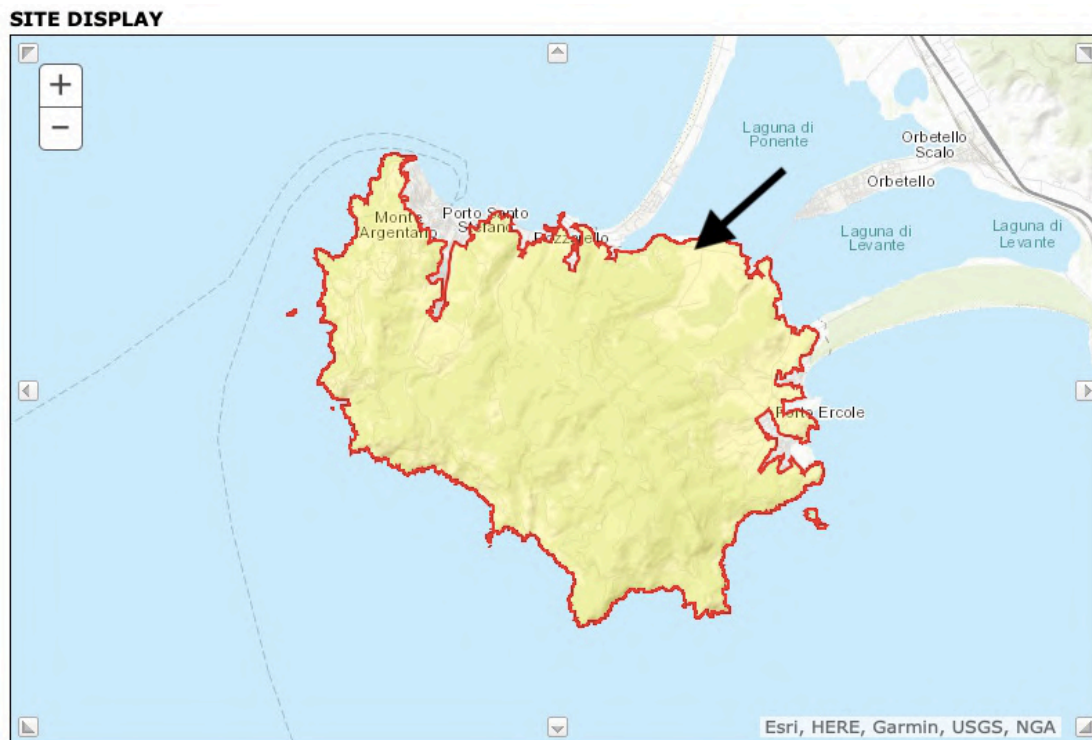 SITE DISPLAY
+
−
Laguna di
Ponente
Orbetello
Scalo
Orbetello
Monte
Argentario
Porto Santo
Stefano
Pozzarello
Laguna di
Levante
Laguna di
Levante
Porto Ercole
Esri, HERE, Garmin, USGS, NGA